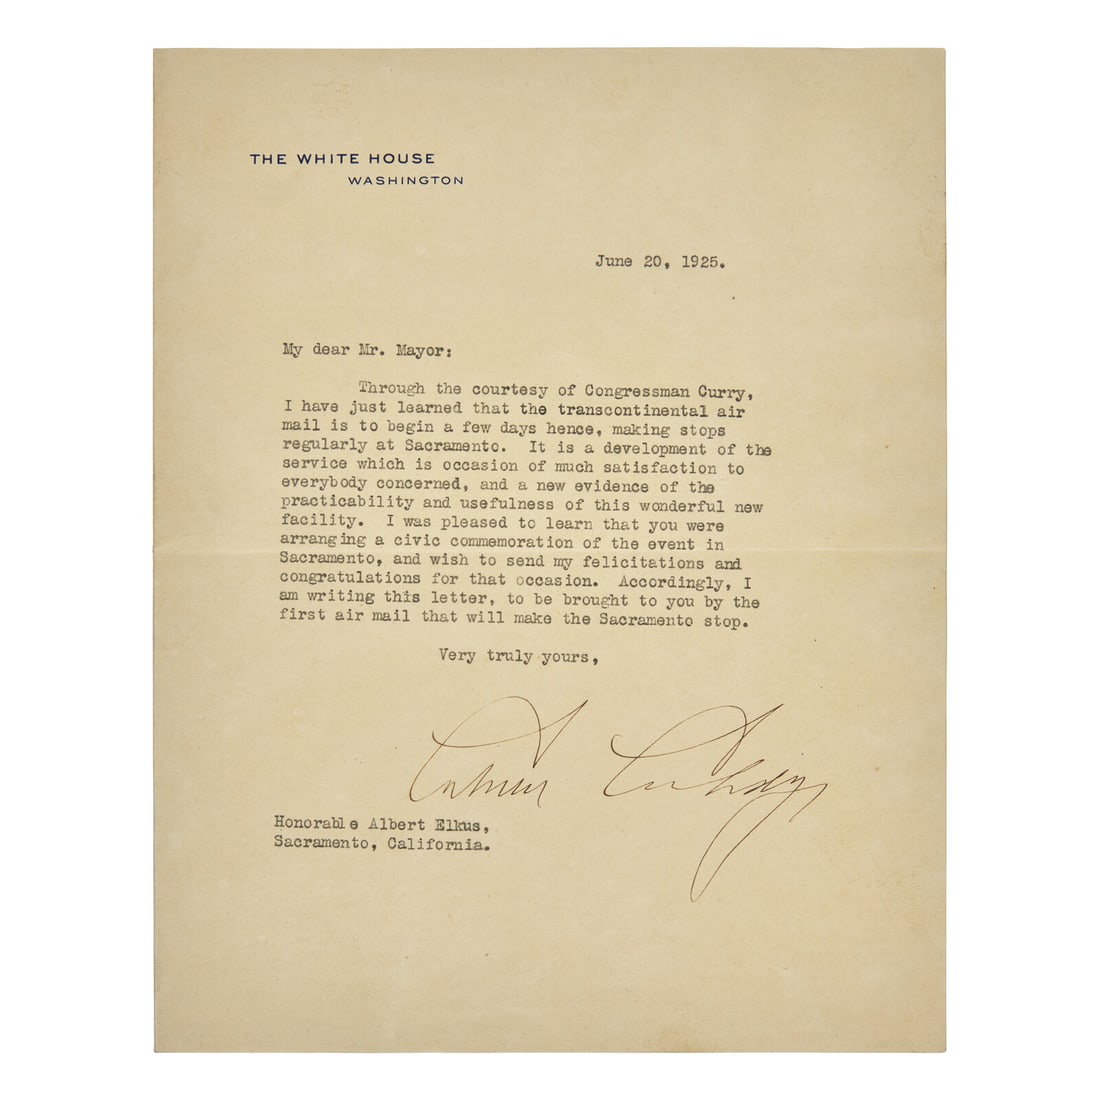 THE WHITE HOUSE
WASHINGTON
June 20, 1925.
My dear Mr. Mayor:
Through the courtesy of Congressman Curry,
I have just learned that the transcontinental air
mail is to begin a few days hence, making stops
regularly at Sacramento. It is a development of the
service which is occasion of much satisfaction to
everybody concerned, and a new evidence of the
practicability and usefulness of this wonderful new
facility. I was pleased to learn that you were
arranging a civic commemoration of the event in
Sacramento, and wish to send my felicitations and
congratulations for that occasion. Accordingly, I
am writing this letter, to be brought to you by the
first air mail that will make the Sacramento stop.
Very truly yours,
Calvin Coolidge
Honorable Albert Elkus,
Sacramento, California.